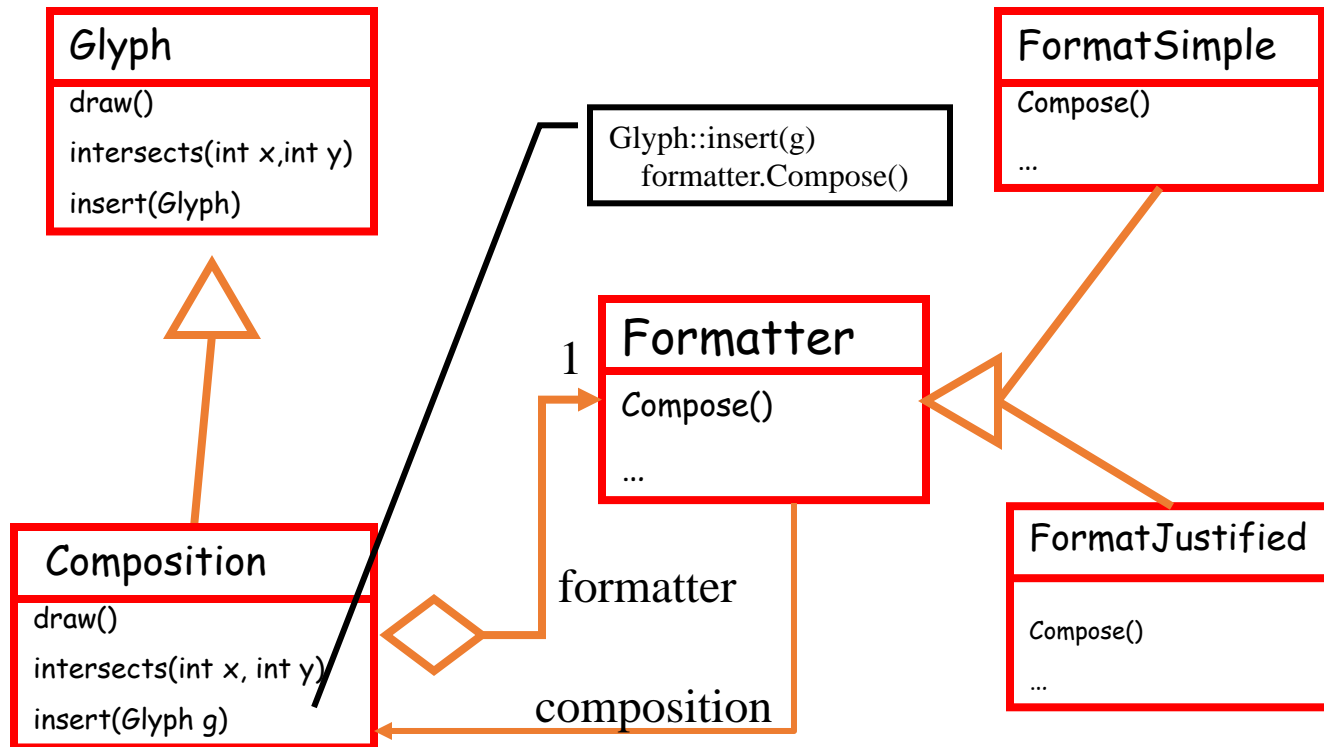 Glyph
draw()
intersects(int x,int y)
insert(Glyph)
Glyph::insert(g)
formatter.Compose()
FormatSimple
Compose()
...
1
Formatter
Compose()
...
Composition
draw()
intersects(int x, int y)
insert(Glyph g)
formatter
composition
FormatJustified
Compose()
...